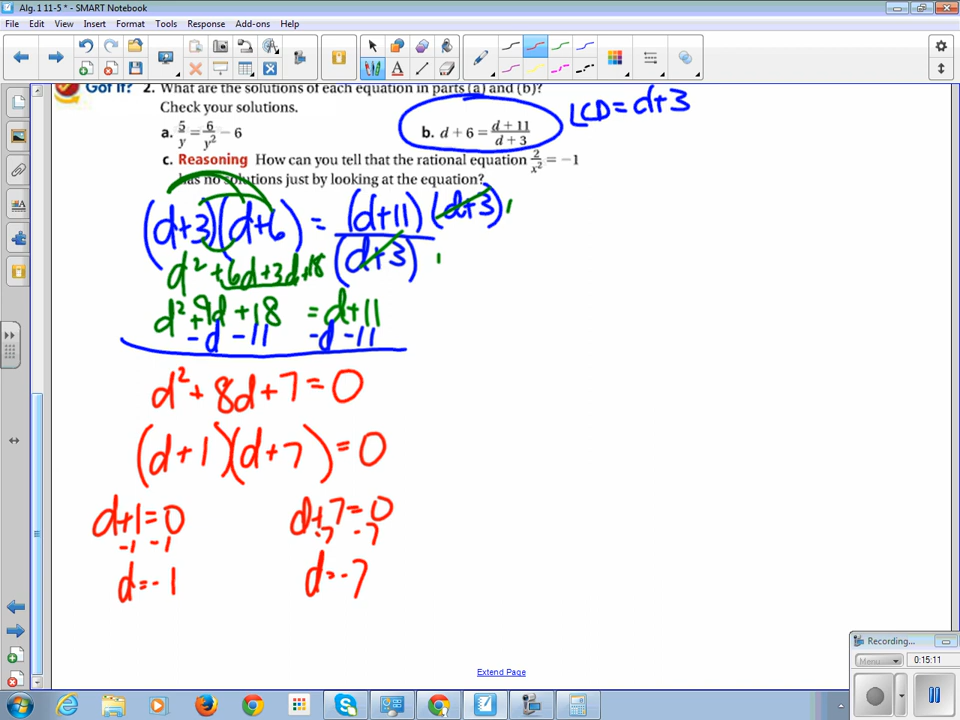 Alg.1 11-5 * - SMART Notebook
File Edit View Insert Format Tools Response Add-ons Help
Got It? 2. What are the solutions of each equation in parts (a) and (b)?
Check your solutions.
LCD = d+3
a. 5/y = 6/y² − 6
b. d + 6 = (d + 11)/(d + 3)
c. Reasoning How can you tell that the rational equation 2/x² = −1
has no solutions just by looking at the equation?
(d+3)(d+6) = (d+11)(d+3) 1
(d+3) 1
d² + 6d + 3d + 18
d² + 9d + 18 = d + 11
-d -11 -d -11
d² + 8d + 7 = 0
(d+1)(d+7) = 0
d+1=0 d+7=0
-1 -1 -7 -7
d=-1 d=-7
Extend Page
Recording...
Menu
0:15:11